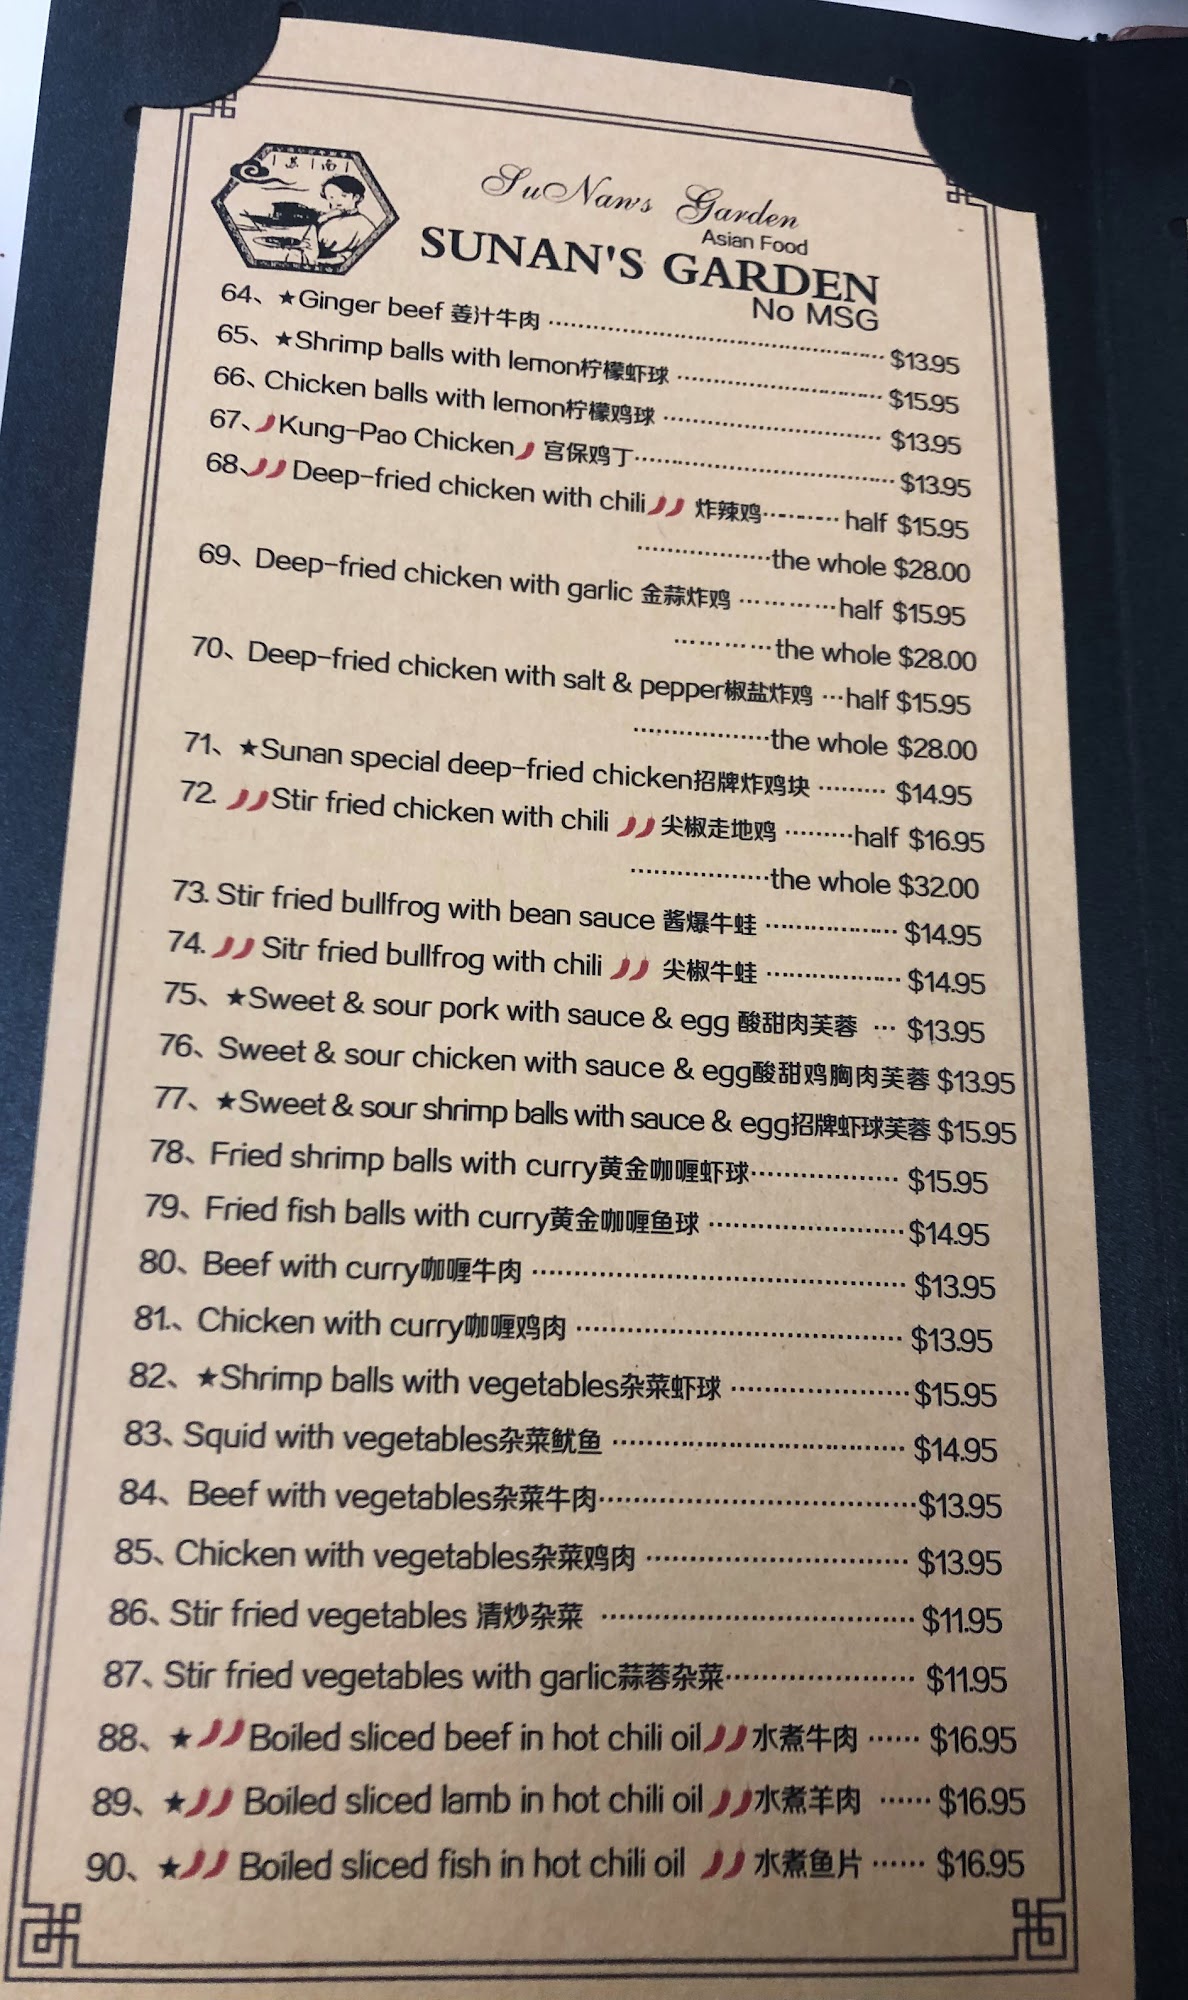 苏南
SuNan's Garden
Asian Food
SUNAN'S GARDEN
No MSG
64、★Ginger beef 姜汁牛肉 ........ $13.95
65、★Shrimp balls with lemon柠檬虾球 ........ $15.95
66、Chicken balls with lemon柠檬鸡球 ........ $13.95
67、Kung-Pao Chicken 宫保鸡丁........ $13.95
68、Deep-fried chicken with chili 炸辣鸡........ half $15.95
........the whole $28.00
69、Deep-fried chicken with garlic 金蒜炸鸡 ........half $15.95
........the whole $28.00
70、Deep-fried chicken with salt & pepper椒盐炸鸡 ...half $15.95
........the whole $28.00
71、★Sunan special deep-fried chicken招牌炸鸡块 ........ $14.95
72. Stir fried chicken with chili 尖椒走地鸡 ........half $16.95
........the whole $32.00
73. Stir fried bullfrog with bean sauce 酱爆牛蛙 ........ $14.95
74. Sitr fried bullfrog with chili 尖椒牛蛙 ........ $14.95
75、★Sweet & sour pork with sauce & egg 酸甜肉芙蓉 ... $13.95
76、Sweet & sour chicken with sauce & egg酸甜鸡胸肉芙蓉 $13.95
77、★Sweet & sour shrimp balls with sauce & egg招牌虾球芙蓉 $15.95
78、Fried shrimp balls with curry黄金咖喱虾球........ $15.95
79、Fried fish balls with curry黄金咖喱鱼球 ........$14.95
80、Beef with curry咖喱牛肉 ........ $13.95
81.、Chicken with curry咖喱鸡肉 ........ $13.95
82、★Shrimp balls with vegetables杂菜虾球 ........$15.95
83、Squid with vegetables杂菜鱿鱼 ........ $14.95
84、Beef with vegetables杂菜牛肉........$13.95
85、Chicken with vegetables杂菜鸡肉 ........ $13.95
86、Stir fried vegetables 清炒杂菜 ........ $11.95
87、Stir fried vegetables with garlic蒜蓉杂菜........ $11.95
88、★Boiled sliced beef in hot chili oil水煮牛肉 ...... $16.95
89、★ Boiled sliced lamb in hot chili oil水煮羊肉 ...... $16.95
90、★ Boiled sliced fish in hot chili oil 水煮鱼片 ...... $16.95